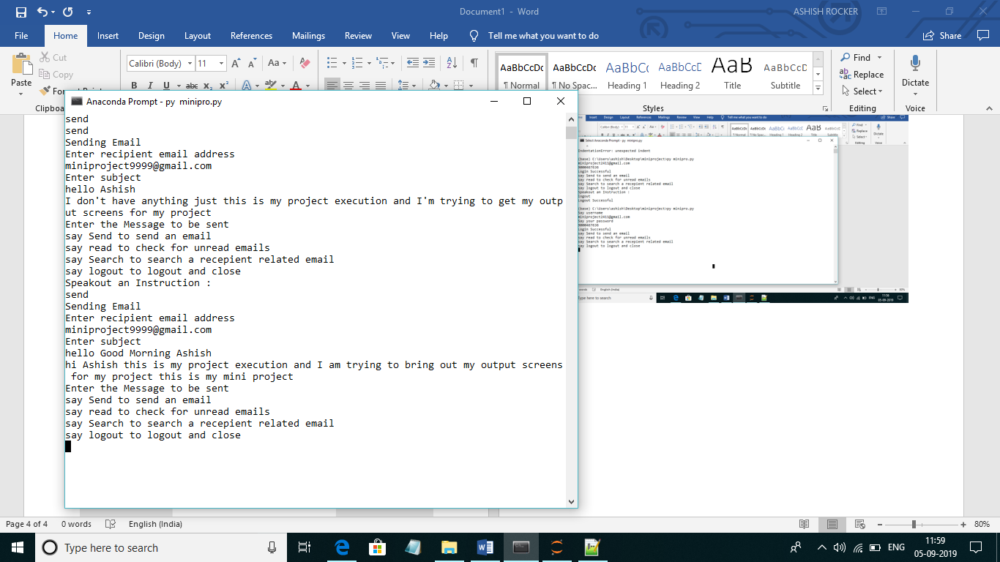 Document1 - Word
ASHISH ROCKER
File Home Insert Design Layout References Mailings Review View Help Tell me what you want to do Share
Paste
Cut
Copy
Calibri (Body) 11
Find
Replace
Select
Dictate
AaBbCcDc AaBbCcDc AaBbCc AaBbCcD AaB AaBbCcD
¶ Normal ¶ No Spac... Heading 1 Heading 2 Title Subtitle
Styles Editing Voice
Anaconda Prompt - py minipro.py
send
send
Sending Email
Enter recipient email address
miniproject9999@gmail.com
Enter subject
hello Ashish
I don't have anything just this is my project execution and I'm trying to get my outp
ut screens for my project
Enter the Message to be sent
say Send to send an email
say read to check for unread emails
say Search to search a recepient related email
say logout to logout and close
Speakout an Instruction :
send
Sending Email
Enter recipient email address
miniproject9999@gmail.com
Enter subject
hello Good Morning Ashish
hi Ashish this is my project execution and I am trying to bring out my output screens
for my project this is my mini project
Enter the Message to be sent
say Send to send an email
say read to check for unread emails
say Search to search a recepient related email
say logout to logout and close
Select Anaconda Prompt - py minipro.py
IndentationError: unexpected indent
(base) C:\Users\ashish\Desktop\miniproject>py minipro.py
miniproject2411@gmail.com
Login Successful
say Send to send an email
say read to check for unread emails
say Search to search a recepient related email
say logout to logout and close
Speakout an Instruction :
logout
Logout Successful
(base) C:\Users\ashish\Desktop\miniproject>py minipro.py
Say username
miniproject2411@gmail.com
Say your password
Login Successful
say Send to send an email
say read to check for unread emails
say Search to search a recepient related email
say logout to logout and close
Page 4 of 4 0 words English (India) 80%
Type here to search
ENG
11:59
05-09-2019